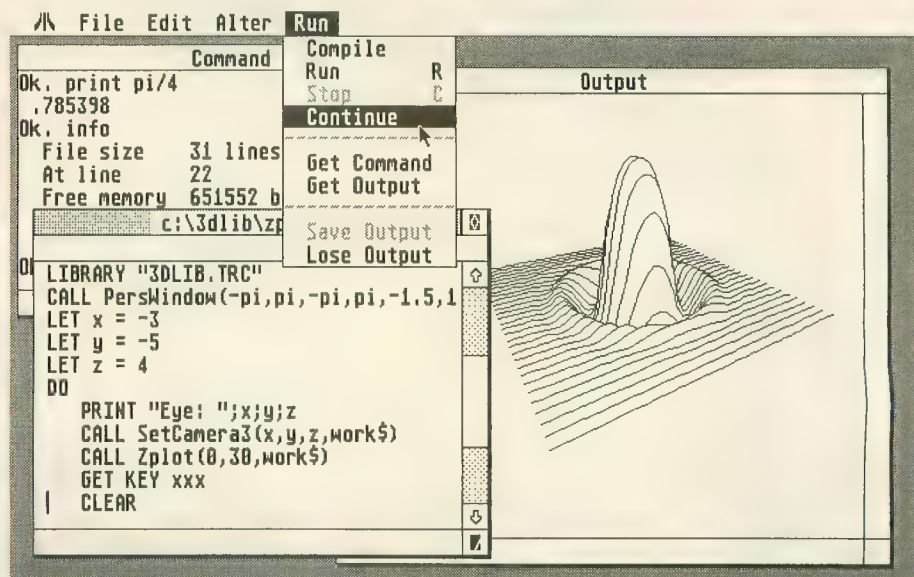 File Edit Alter Run
Compile
Run R
Stop C
Continue
Get Command
Get Output
Save Output
Lose Output
Command
Ok. print pi/4
.785398
Ok. info
File size 31 lines
At line 22
Free memory 651552 b
c:\3dlib\zp
LIBRARY "3DLIB.TRC"
CALL PersWindow(-pi,pi,-pi,pi,-1.5,1
LET x = -3
LET y = -5
LET z = 4
DO
PRINT "Eye: ";x;y;z
CALL SetCamera3(x,y,z,work$)
CALL Zplot(0,30,work$)
GET KEY xxx
CLEAR
Output